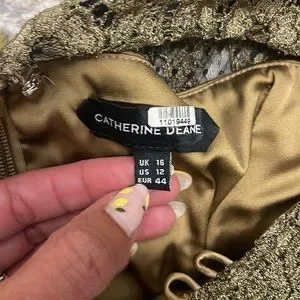 11019449
CATHERINE DEANE
UK 16
US 12
EUR 44